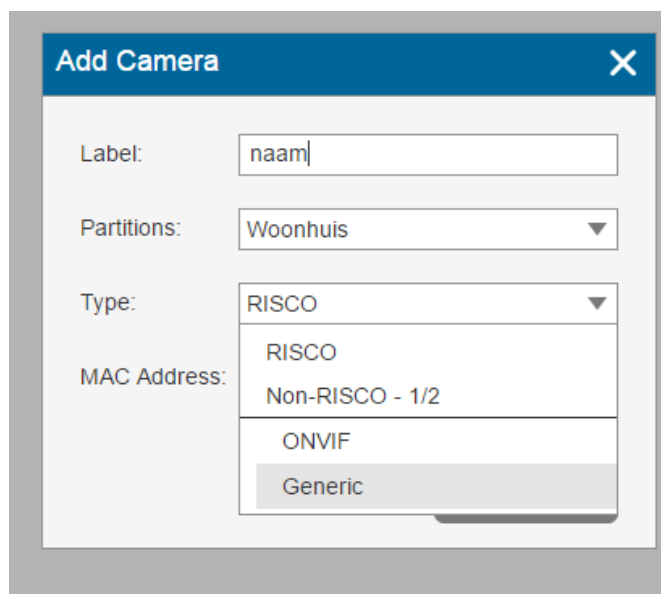 Add Camera
Label: naam
Partitions: Woonhuis
Type: RISCO
RISCO
MAC Address:
Non-RISCO - 1/2
ONVIF
Generic